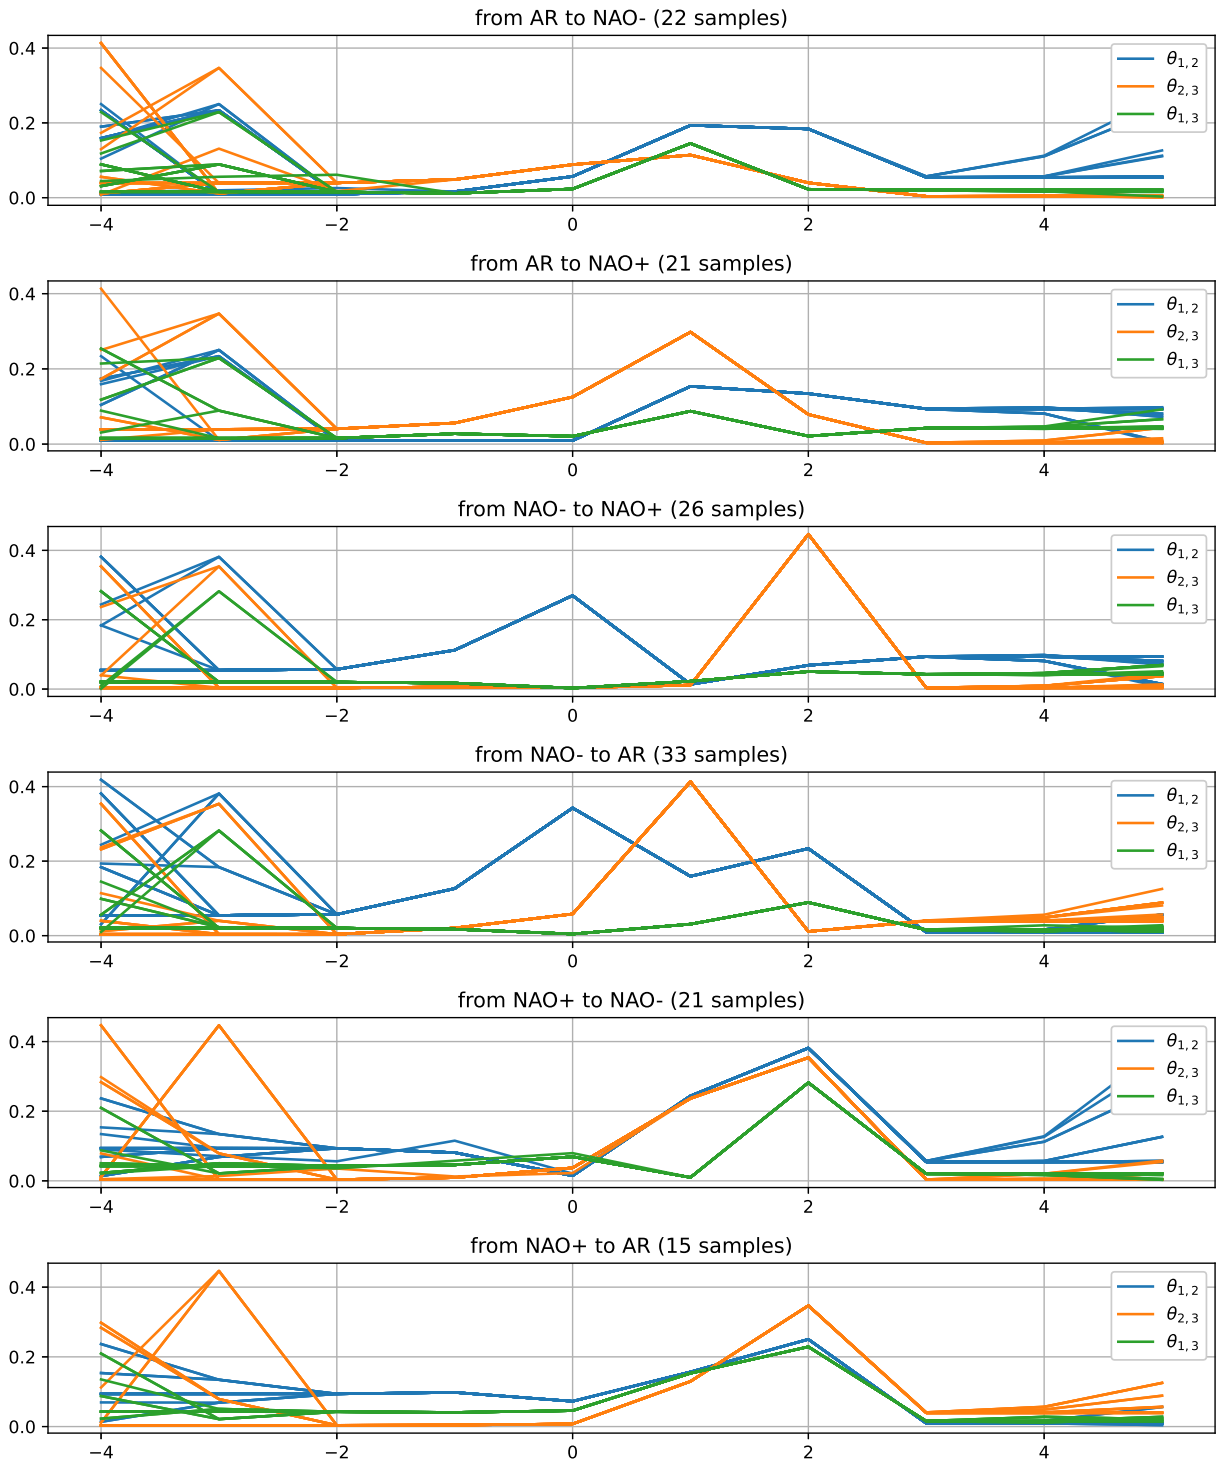 from AR to NAO- (22 samples)
0.4
0.2
0.0
θ1,2
θ2,3
θ1,3
−4 −2 0 2 4
from AR to NAO+ (21 samples)
0.4
0.2
0.0
θ1,2
θ2,3
θ1,3
−4 −2 0 2 4
from NAO- to NAO+ (26 samples)
0.4
0.2
0.0
θ1,2
θ2,3
θ1,3
−4 −2 0 2 4
from NAO- to AR (33 samples)
0.4
0.2
0.0
θ1,2
θ2,3
θ1,3
−4 −2 0 2 4
from NAO+ to NAO- (21 samples)
0.4
0.2
0.0
θ1,2
θ2,3
θ1,3
−4 −2 0 2 4
from NAO+ to AR (15 samples)
0.4
0.2
0.0
θ1,2
θ2,3
θ1,3
−4 −2 0 2 4